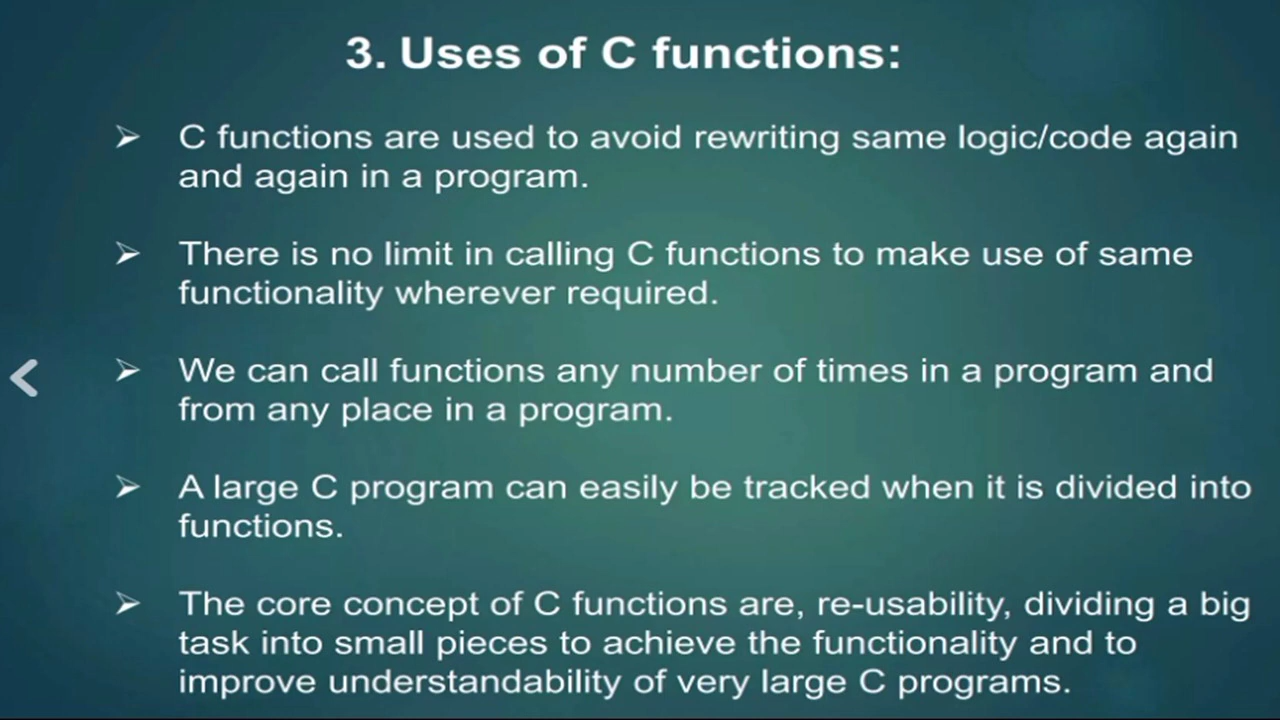 3. Uses of C functions:
➢ C functions are used to avoid rewriting same logic/code again
and again in a program.
➢ There is no limit in calling C functions to make use of same
functionality wherever required.
➢ We can call functions any number of times in a program and
from any place in a program.
➢ A large C program can easily be tracked when it is divided into
functions.
➢ The core concept of C functions are, re-usability, dividing a big
task into small pieces to achieve the functionality and to
improve understandability of very large C programs.